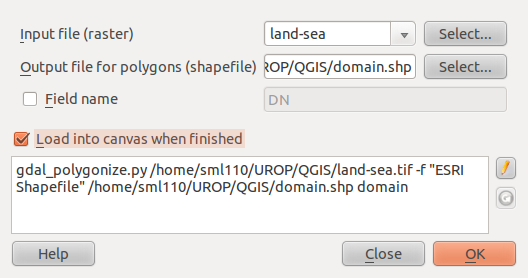 Input file (raster) land-sea Select...
Output file for polygons (shapefile) ROP/QGIS/domain.shp Select...
Field name DN
Load into canvas when finished
gdal_polygonize.py /home/sml110/UROP/QGIS/land-sea.tif -f "ESRI
Shapefile" /home/sml110/UROP/QGIS/domain.shp domain
Help Close OK